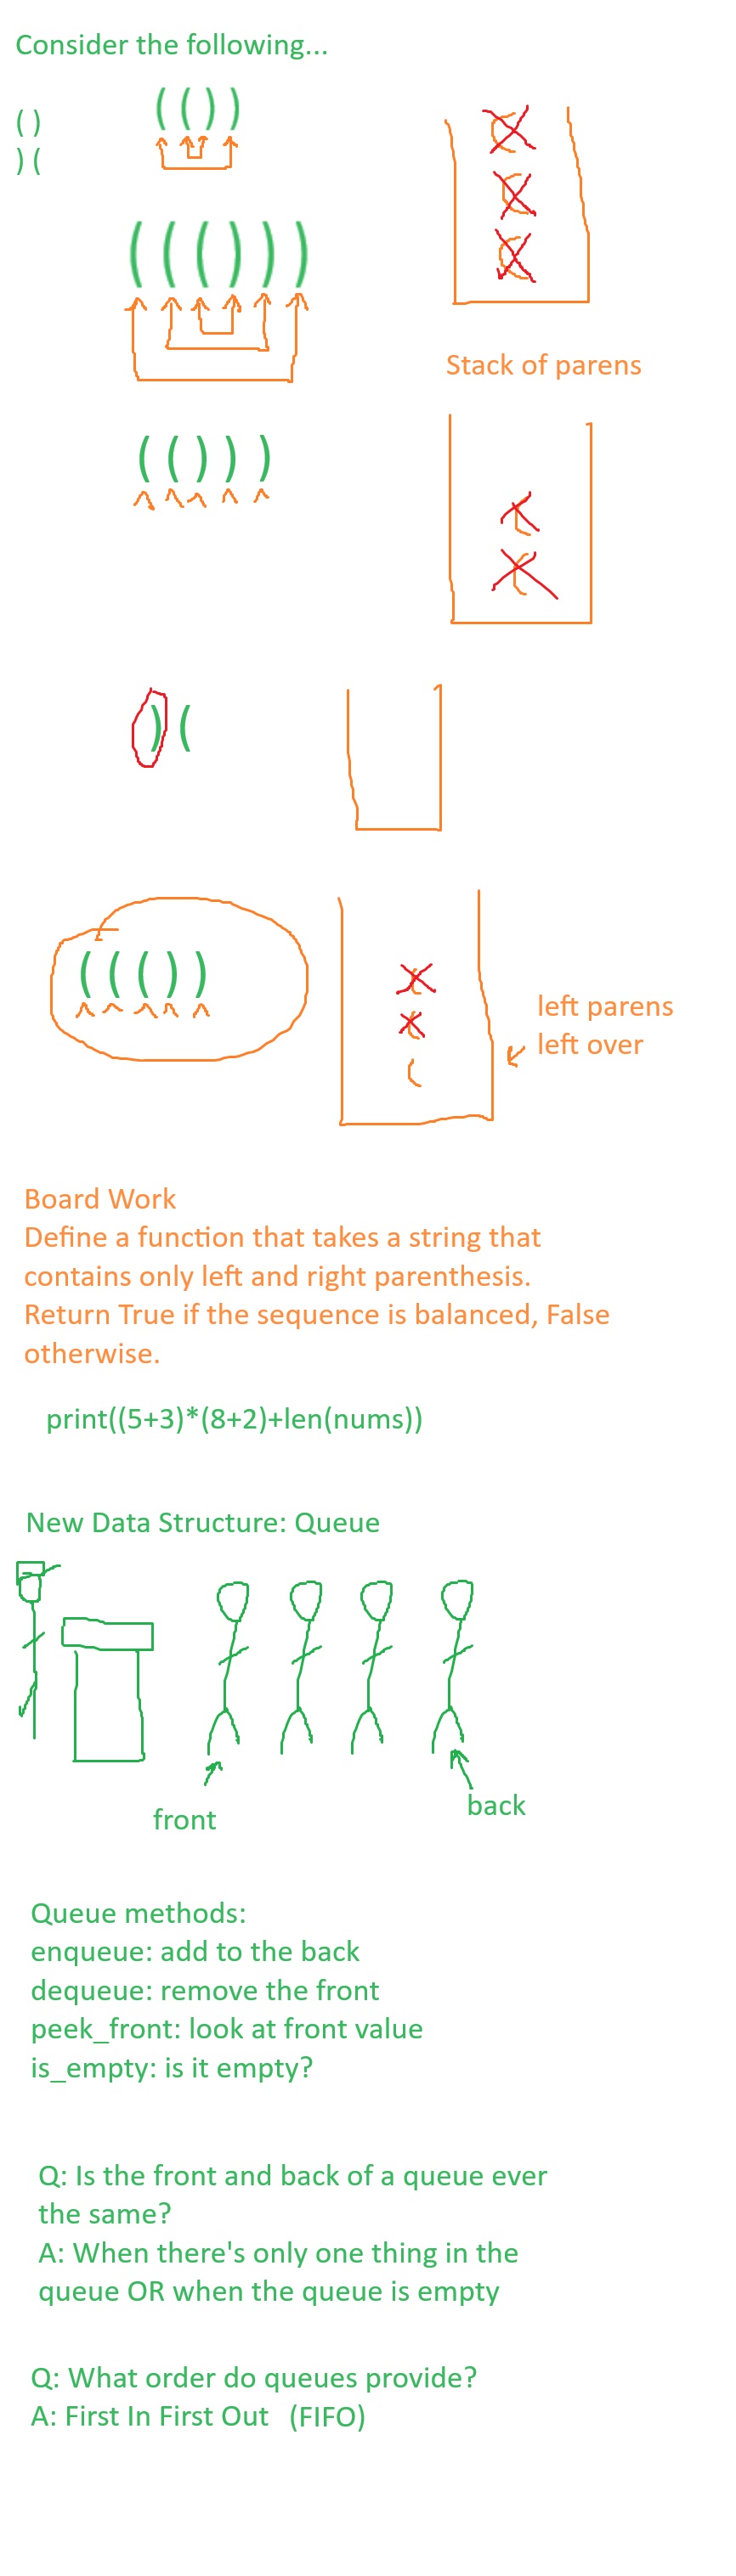 Consider the following...
( )
) (
( ( ) )
( ( ( ) ) )
( ( (
Stack of parens
( ( ) ) )
( (
) (
( ( ( ) )
( ( (
left parens
left over
Board Work
Define a function that takes a string that
contains only left and right parenthesis.
Return True if the sequence is balanced, False
otherwise.
print((5+3)*(8+2)+len(nums))
New Data Structure: Queue
front
back
Queue methods:
enqueue: add to the back
dequeue: remove the front
peek_front: look at front value
is_empty: is it empty?
Q: Is the front and back of a queue ever
the same?
A: When there's only one thing in the
queue OR when the queue is empty
Q: What order do queues provide?
A: First In First Out (FIFO)